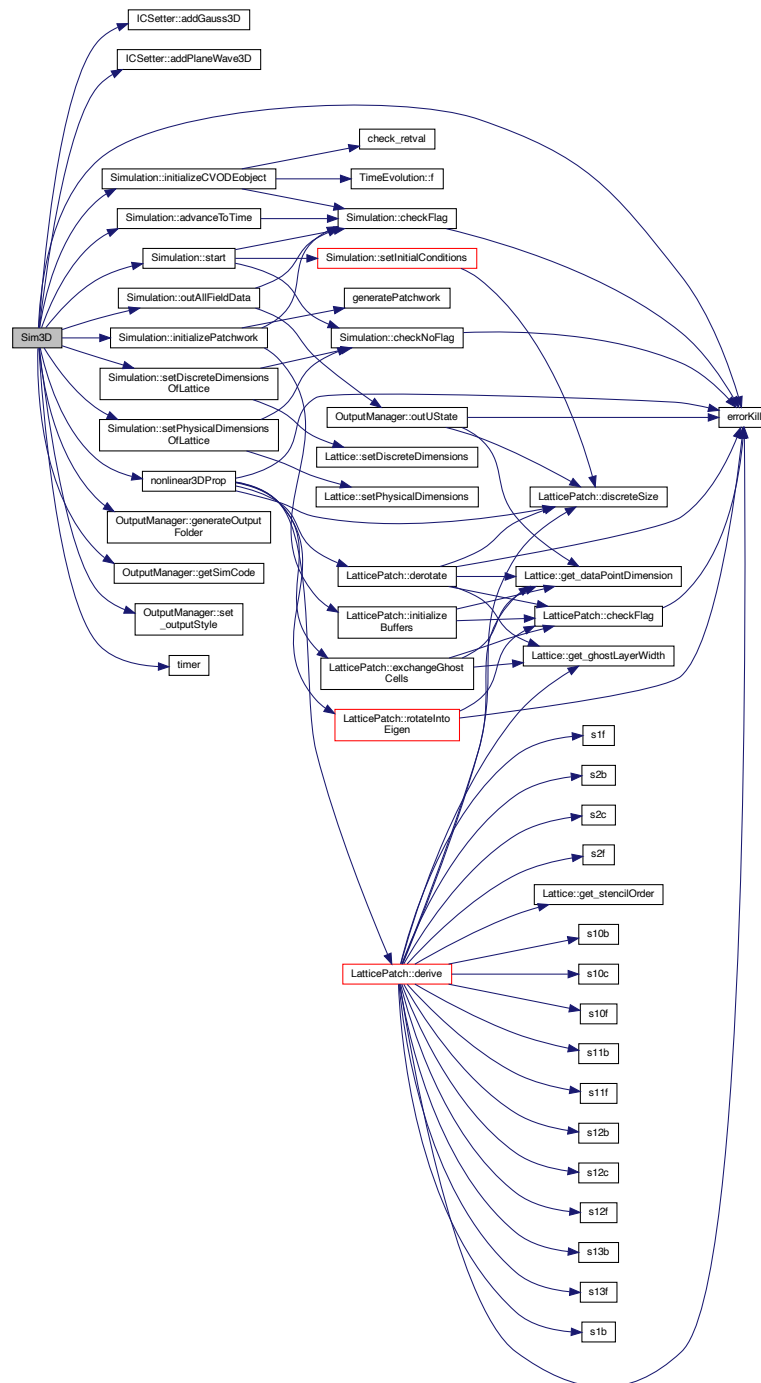 ICSetter::addGauss3D
ICSetter::addPlaneWave3D
check_retval
Simulation::initializeCVODEobject
TimeEvolution::f
Simulation::advanceToTime
Simulation::checkFlag
Simulation::start
Simulation::setInitialConditions
Simulation::outAllFieldData
generatePatchwork
Sim3D
Simulation::initializePatchwork
Simulation::checkNoFlag
Simulation::setDiscreteDimensions
OfLattice
OutputManager::outUState
errorKill
Simulation::setPhysicalDimensions
OfLattice
Lattice::setDiscreteDimensions
nonlinear3DProp
Lattice::setPhysicalDimensions
LatticePatch::discreteSize
OutputManager::generateOutput
Folder
OutputManager::getSimCode
LatticePatch::derotate
Lattice::get_dataPointDimension
OutputManager::set
_outputStyle
LatticePatch::initialize
Buffers
LatticePatch::checkFlag
timer
LatticePatch::exchangeGhost
Cells
Lattice::get_ghostLayerWidth
LatticePatch::rotateInto
Eigen
s1f
s2b
s2c
s2f
Lattice::get_stencilOrder
s10b
LatticePatch::derive
s10c
s10f
s11b
s11f
s12b
s12c
s12f
s13b
s13f
s1b